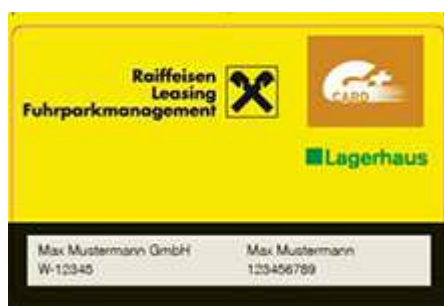 Raiffeisen
Leasing
Fuhrparkmanagement
CARD
Lagerhaus
Max Mustermann GmbH
W-12345
Max Mustermann
123456789